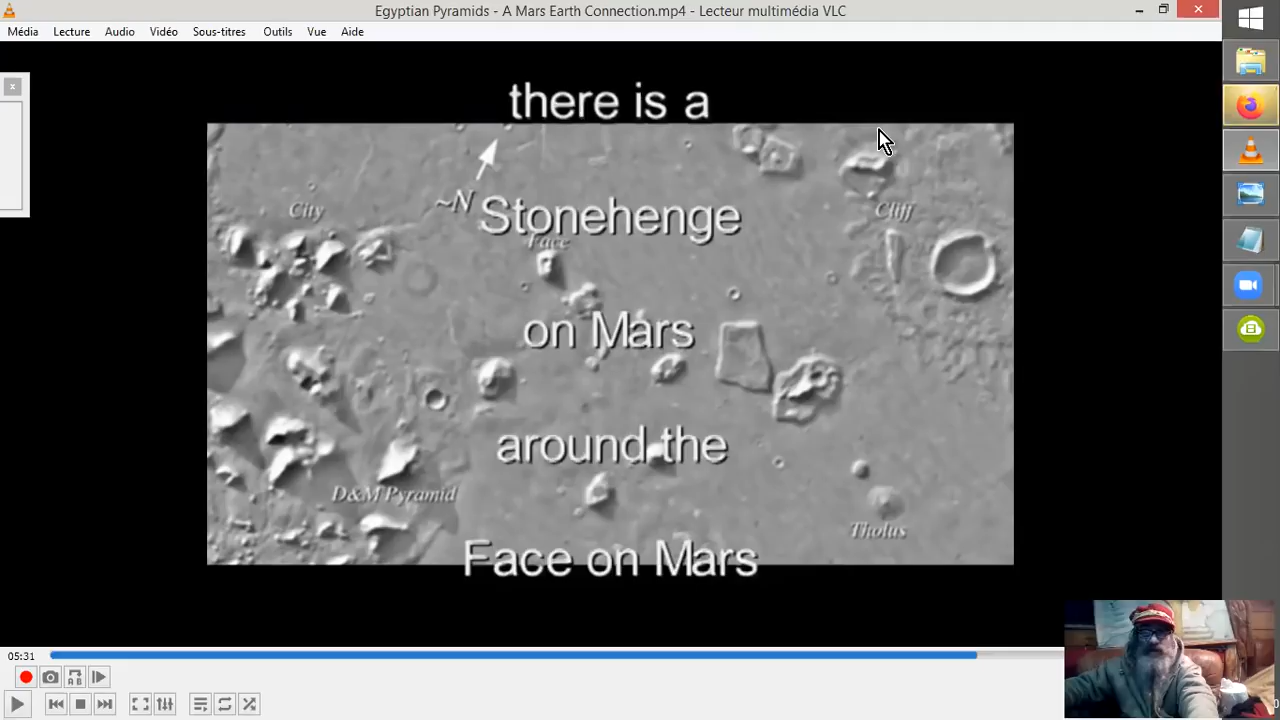 Egyptian Pyramids - A Mars Earth Connection.mp4 - Lecteur multimédia VLC
Média Lecture Audio Vidéo Sous-titres Outils Vue Aide
there is a
~N
Stonehenge
City
Cliff
Face
on Mars
around the
D&M Pyramid
Tholus
Face on Mars
05:31